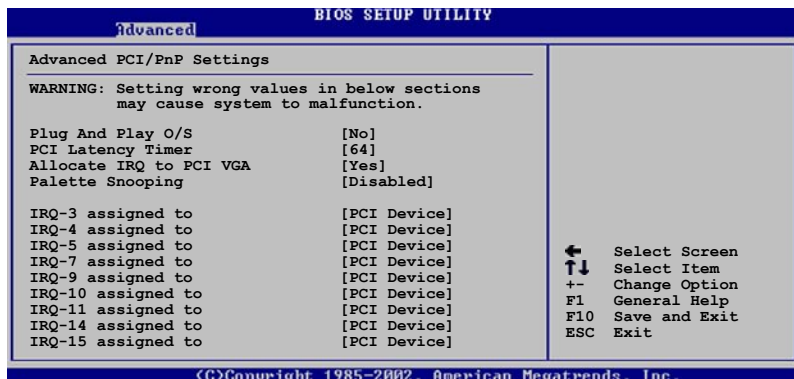 BIOS SETUP UTILITY
Advanced
Advanced PCI/PnP Settings
WARNING: Setting wrong values in below sections
may cause system to malfunction.
Plug And Play O/S [No]
PCI Latency Timer [64]
Allocate IRQ to PCI VGA [Yes]
Palette Snooping [Disabled]
IRQ-3 assigned to [PCI Device]
IRQ-4 assigned to [PCI Device]
IRQ-5 assigned to [PCI Device]
IRQ-7 assigned to [PCI Device]
IRQ-9 assigned to [PCI Device]
IRQ-10 assigned to [PCI Device]
IRQ-11 assigned to [PCI Device]
IRQ-14 assigned to [PCI Device]
IRQ-15 assigned to [PCI Device]
← Select Screen
↑↓ Select Item
+- Change Option
F1 General Help
F10 Save and Exit
ESC Exit
(C)Copyright 1985-2002, American Megatrends, Inc.